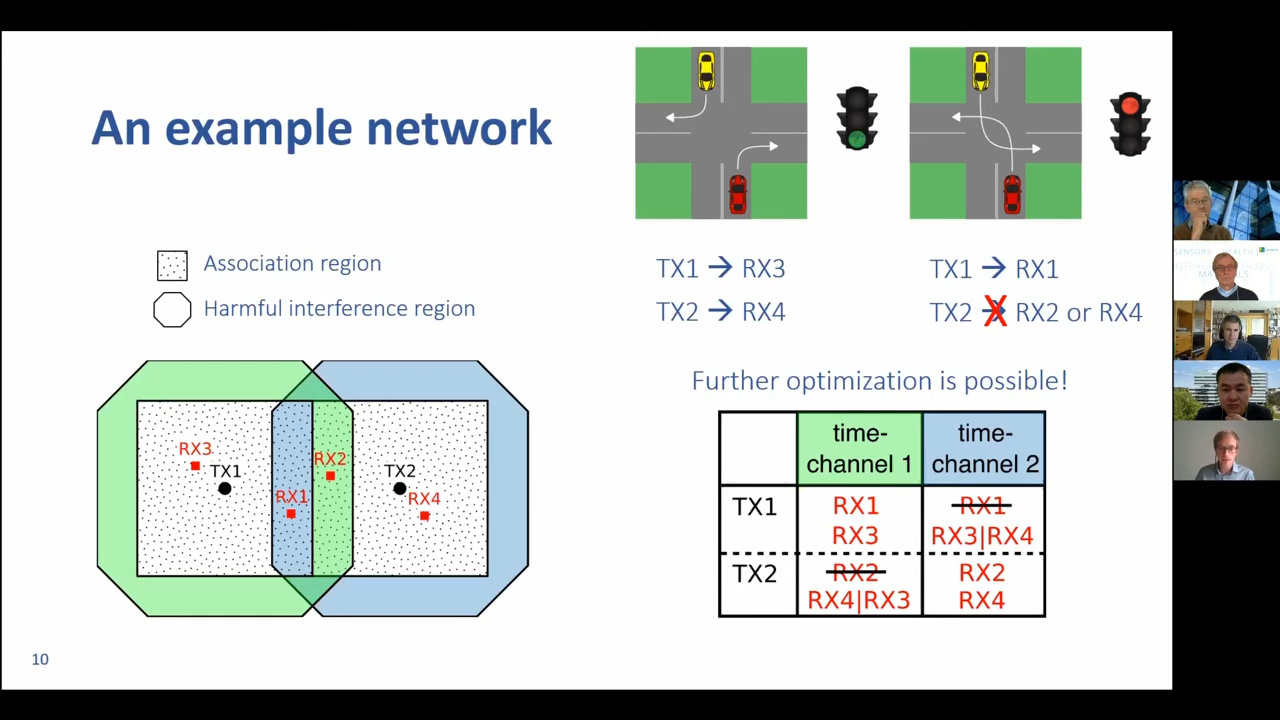 An example network
Association region
Harmful interference region
TX1 → RX3
TX2 → RX4
TX1 → RX1
TX2 → RX2 or RX4
Further optimization is possible!
RX3
TX1
RX1
RX2
TX2
RX4
time-
channel 1
time-
channel 2
TX1
RX1
RX3
RX1
RX3|RX4
TX2
RX2
RX4|RX3
RX2
RX4
10